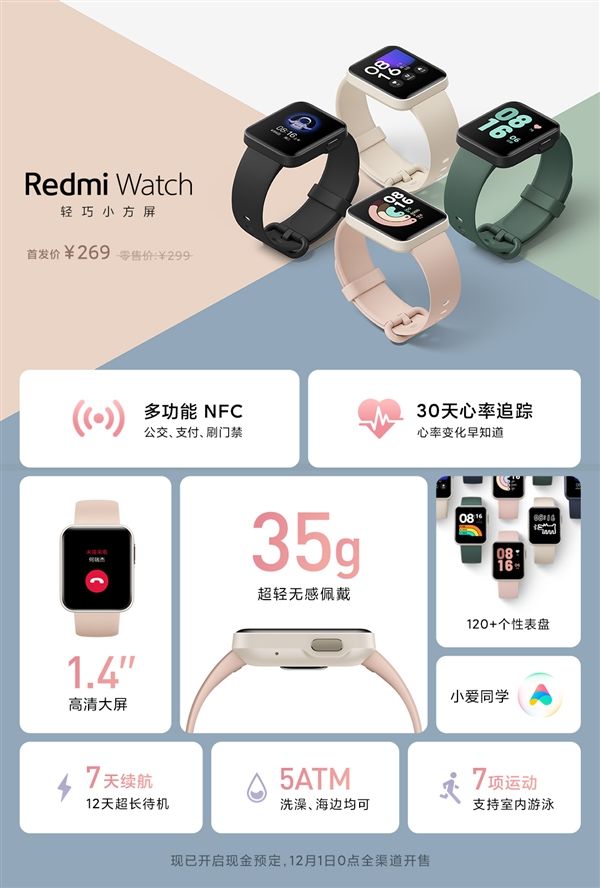 Redmi Watch
轻巧小方屏
首发价 ¥269 零售价:¥299
多功能 NFC
公交、支付、刷门禁
30天心率追踪
心率变化早知道
1.4″
高清大屏
35g
超轻无感佩戴
120+个性表盘
小爱同学
7天续航
12天超长待机
5ATM
洗澡、海边均可
7项运动
支持室内游泳
现已开启现金预定，12月1日0点全渠道开售